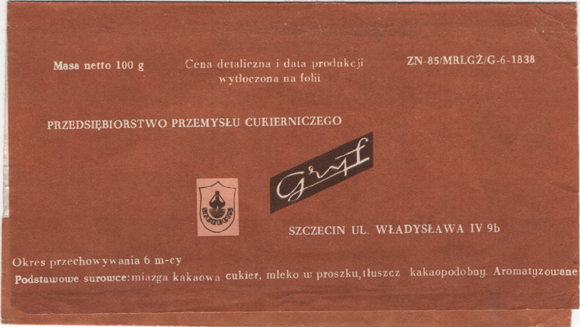 Masa netto 100 g
Cena detaliczna i data produkcji
wytłoczona na folii
ZN-85/MRLGŻ/G-6-1838
PRZEDSIĘBIORSTWO PRZEMYSŁU CUKIERNICZEGO
Gryf
SZCZECIN UL. WŁADYSŁAWA IV 9b
Okres przechowywania 6 m-cy
Podstawowe surowce: miazga kakaowa cukier, mleko w proszku, tłuszcz kakaopodobny. Aromatyzowane